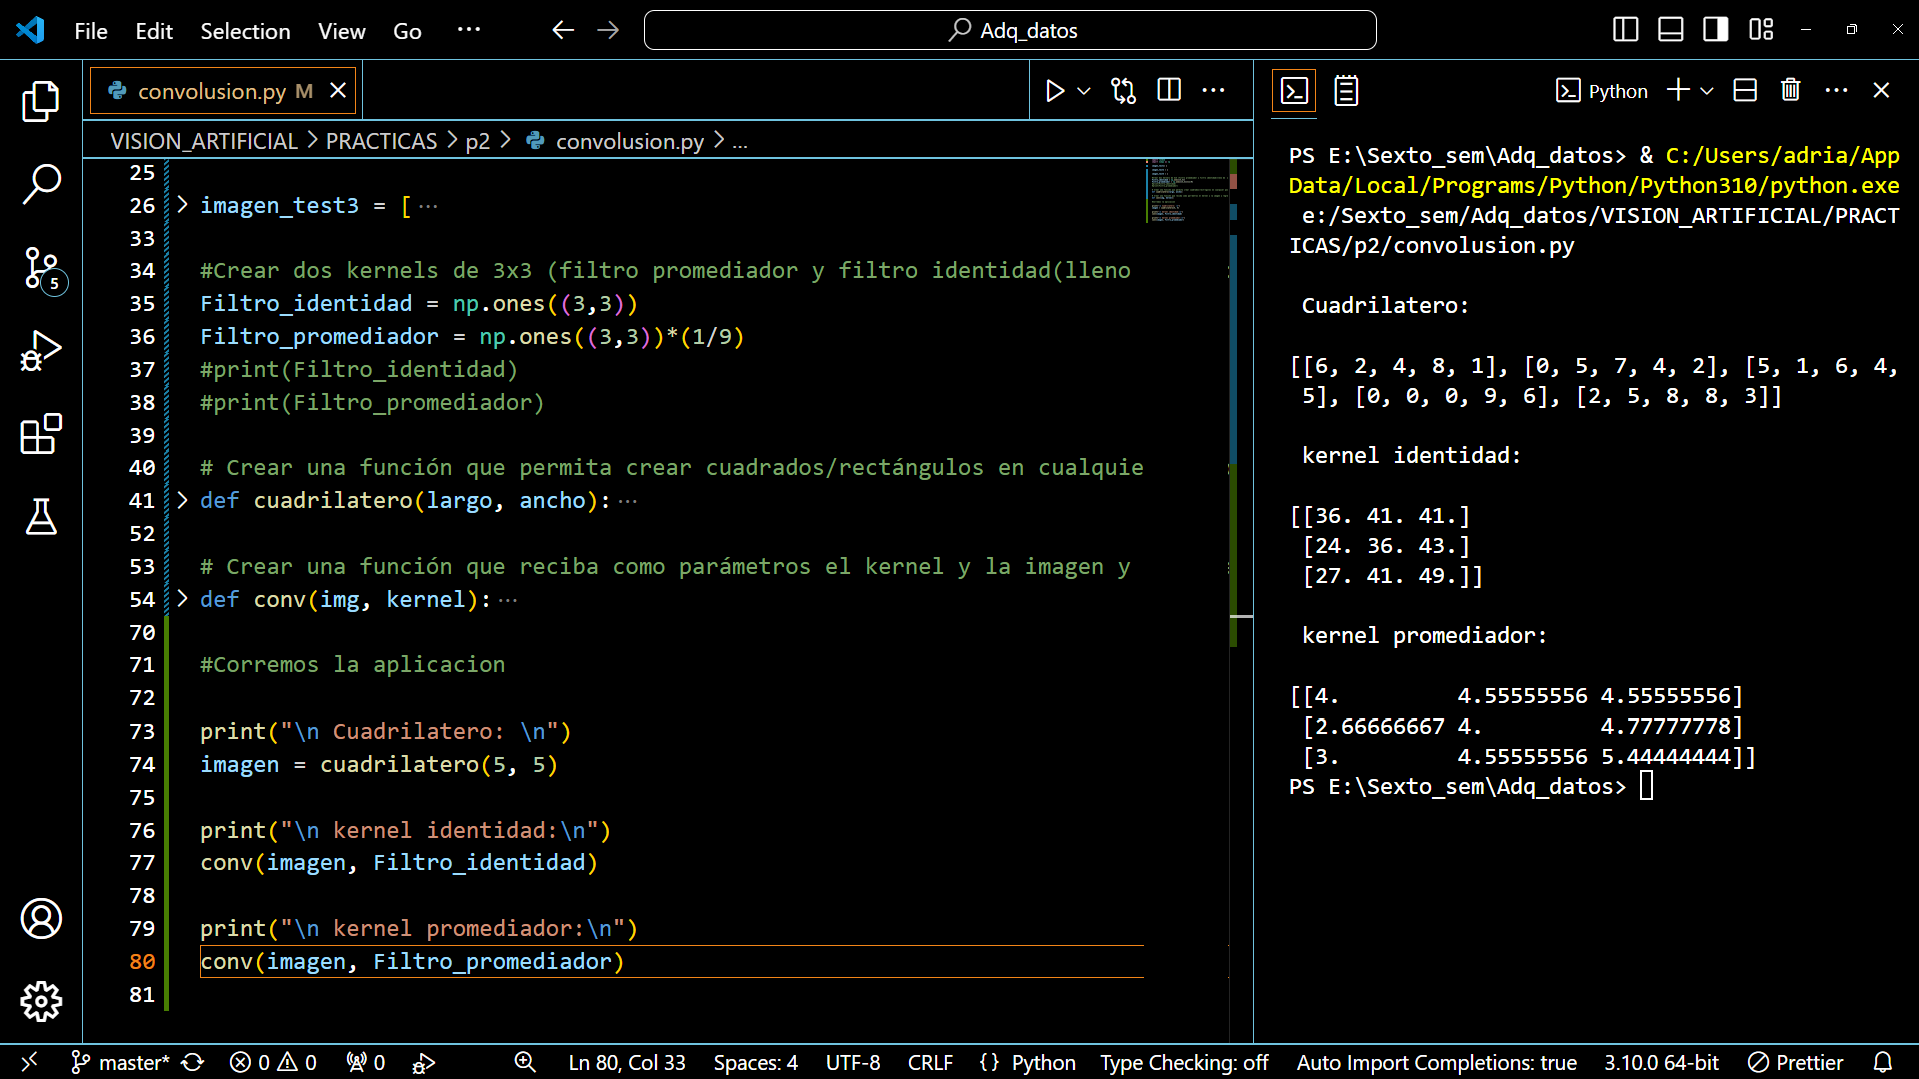 File Edit Selection View Go ···
Adq_datos
convolusion.py M
VISION_ARTIFICIAL > PRACTICAS > p2 > convolusion.py > ...
25
26 > imagen_test3 = [···
33
34 #Crear dos kernels de 3x3 (filtro promediador y filtro identidad(lleno
35 Filtro_identidad = np.ones((3,3))
36 Filtro_promediador = np.ones((3,3))*(1/9)
37 #print(Filtro_identidad)
38 #print(Filtro_promediador)
39
40 # Crear una función que permita crear cuadrados/rectángulos en cualquie
41 > def cuadrilatero(largo, ancho):···
52
53 # Crear una función que reciba como parámetros el kernel y la imagen y
54 > def conv(img, kernel):···
70
71 #Corremos la aplicacion
72
73 print("\n Cuadrilatero: \n")
74 imagen = cuadrilatero(5, 5)
75
76 print("\n kernel identidad:\n")
77 conv(imagen, Filtro_identidad)
78
79 print("\n kernel promediador:\n")
80 conv(imagen, Filtro_promediador)
81
5
Python
PS E:\Sexto_sem\Adq_datos> & C:/Users/adria/App
Data/Local/Programs/Python/Python310/python.exe
e:/Sexto_sem/Adq_datos/VISION_ARTIFICIAL/PRACT
ICAS/p2/convolusion.py
Cuadrilatero:
[[6, 2, 4, 8, 1], [0, 5, 7, 4, 2], [5, 1, 6, 4,
5], [0, 0, 0, 9, 6], [2, 5, 8, 8, 3]]
kernel identidad:
[[36. 41. 41.]
[24. 36. 43.]
[27. 41. 49.]]
kernel promediador:
[[4. 4.55555556 4.55555556]
[2.66666667 4. 4.77777778]
[3. 4.55555556 5.44444444]]
PS E:\Sexto_sem\Adq_datos>
master* 0 0 0 Ln 80, Col 33 Spaces: 4 UTF-8 CRLF {} Python Type Checking: off Auto Import Completions: true 3.10.0 64-bit Prettier